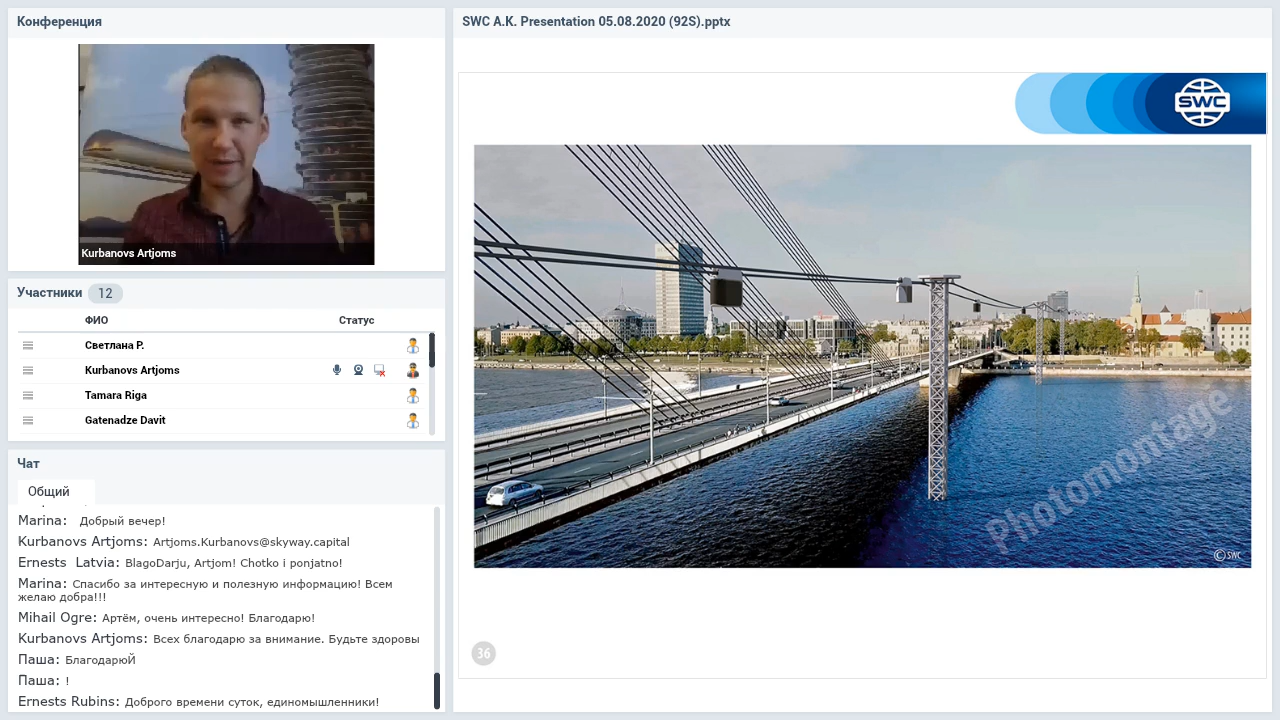 Конференция
Kurbanovs Artjoms
Участники 12
ФИО Статус
Светлана Р.
Kurbanovs Artjoms
Tamara Riga
Gatenadze Davit
Чат
Общий
Marina: Добрый вечер!
Kurbanovs Artjoms: Artjoms.Kurbanovs@skyway.capital
Ernests Latvia: BlagoDarju, Artjom! Chotko i ponjatno!
Marina: Спасибо за интересную и полезную информацию! Всем
желаю добра!!!
Mihail Ogre: Артём, очень интересно! Благодарю!
Kurbanovs Artjoms: Всех благодарю за внимание. Будьте здоровы
Паша: БлагодарюЙ
Паша: !
Ernests Rubins: Доброго времени суток, единомышленники!
SWC A.K. Presentation 05.08.2020 (92S).pptx
SWC
Photomontage
© SWC
36